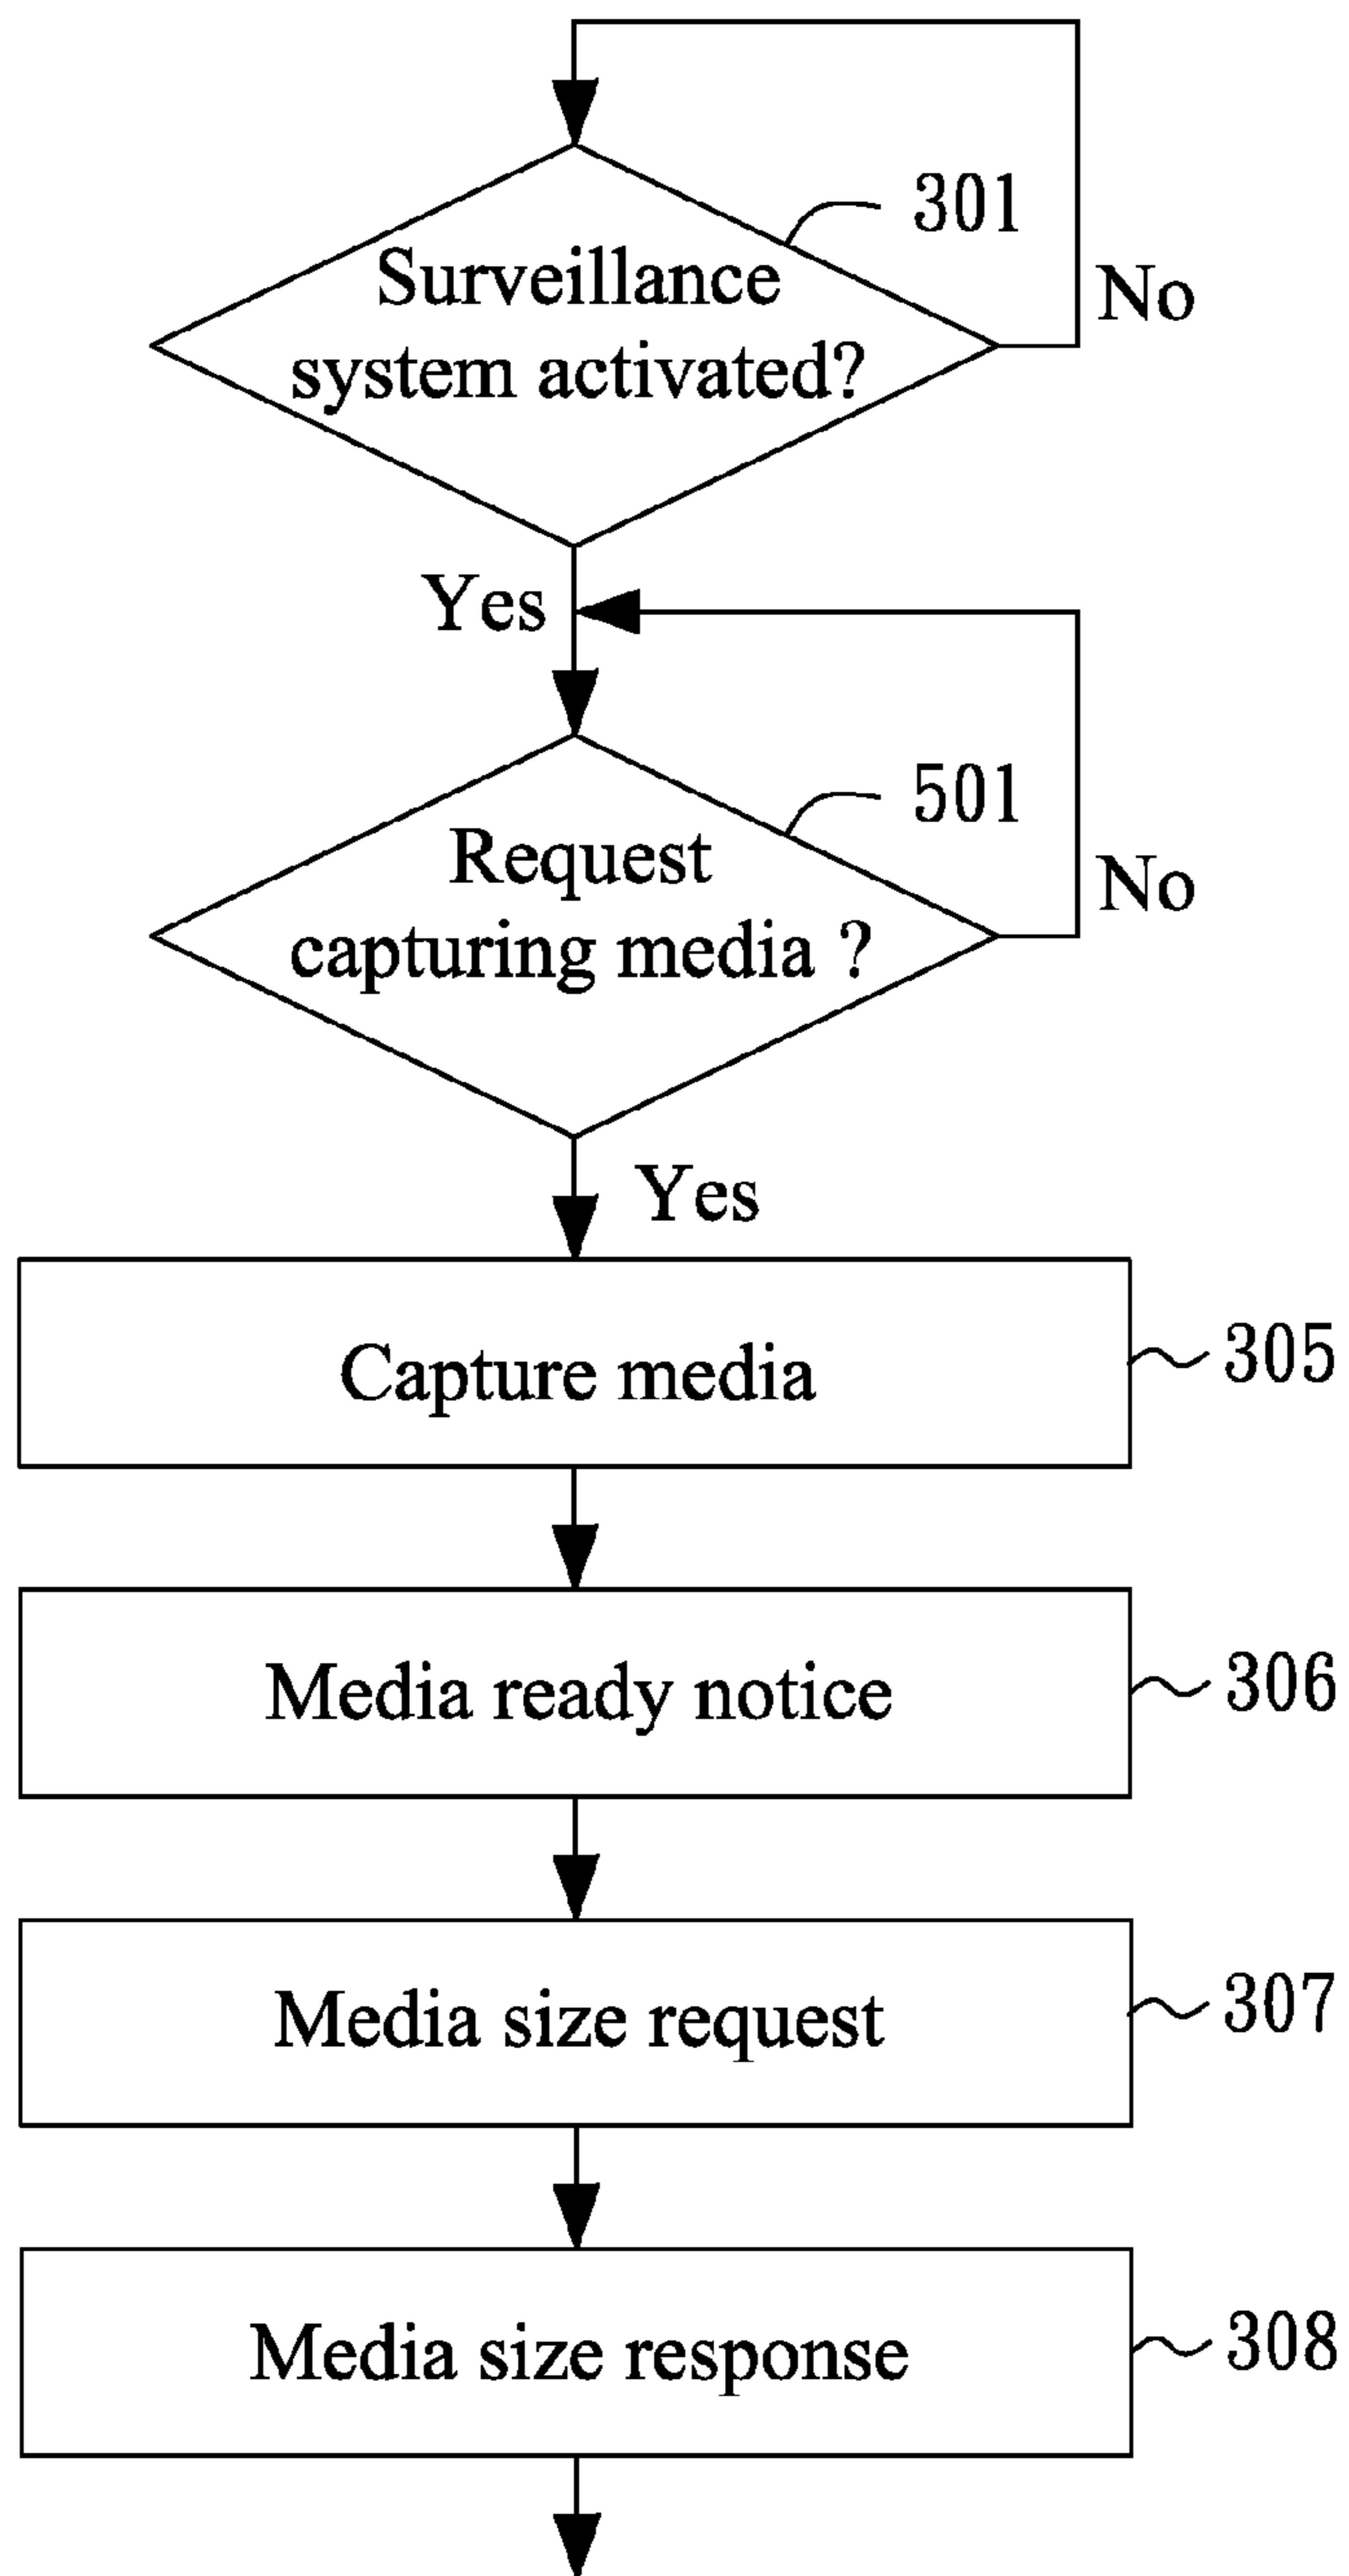 301
Surveillance
system activated?
No
Yes
501
Request
capturing media ?
No
Yes
Capture media
305
Media ready notice
306
Media size request
307
Media size response
308